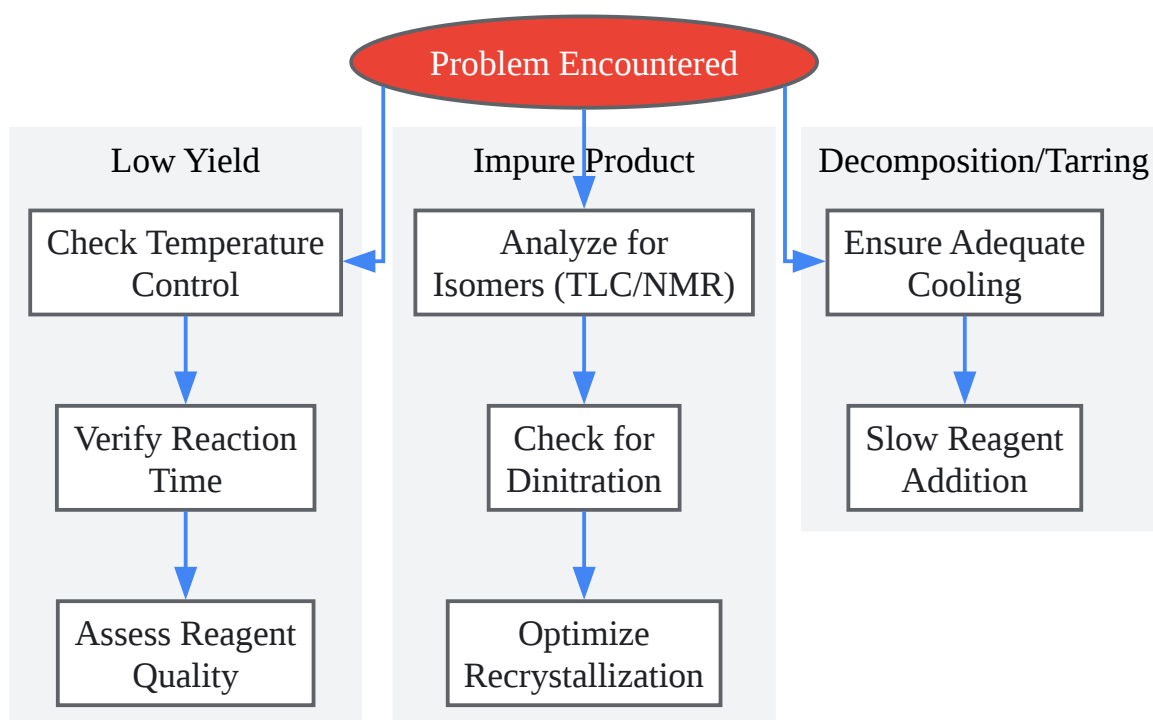 Problem Encountered
Low Yield
Check Temperature
Control
Verify Reaction
Time
Assess Reagent
Quality
Impure Product
Analyze for
Isomers (TLC/NMR)
Check for
Dinitration
Optimize
Recrystallization
Decomposition/Tarring
Ensure Adequate
Cooling
Slow Reagent
Addition